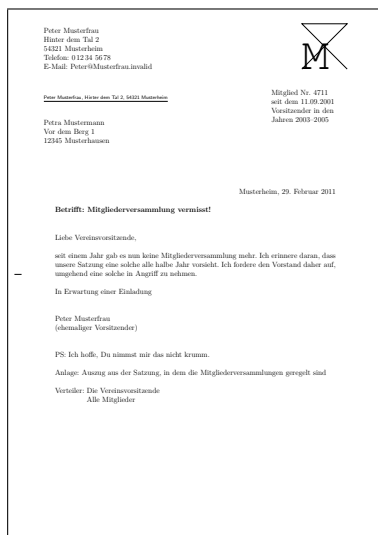 Peter Musterfrau
Hinter dem Tal 2
54321 Musterheim
Telefon: 01234 5678
E-Mail: Peter@Musterfrau.invalid
M
Peter Musterfrau, Hinter dem Tal 2, 54321 Musterheim
Mitglied Nr. 4711
seit dem 11.09.2001
Vorsitzender in den
Jahren 2003–2005
Petra Mustermann
Vor dem Berg 1
12345 Musterhausen
Musterheim, 29. Februar 2011
Betrifft: Mitgliederversammlung vermisst!
Liebe Vereinsvorsitzende,
seit einem Jahr gab es nun keine Mitgliederversammlung mehr. Ich erinnere daran, dass
unsere Satzung eine solche alle halbe Jahr vorsieht. Ich fordere den Vorstand daher auf,
umgehend eine solche in Angriff zu nehmen.
In Erwartung einer Einladung
Peter Musterfrau
(ehemaliger Vorsitzender)
PS: Ich hoffe, Du nimmst mir das nicht krumm.
Anlage: Auszug aus der Satzung, in dem die Mitgliederversammlungen geregelt sind
Verteiler: Die Vereinsvorsitzende
Alle Mitglieder